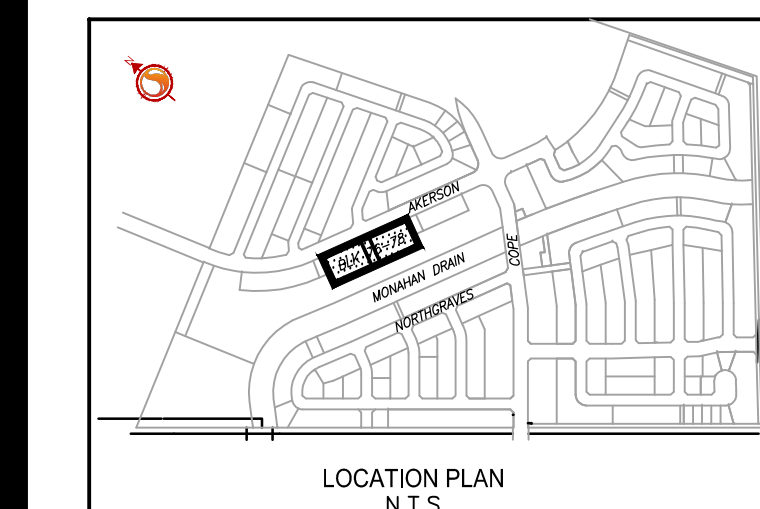 N
AKERSON
BLK 76-78
COPE
MONAHAN DRAIN
NORTHGRAVES
LOCATION PLAN
N.T.S.